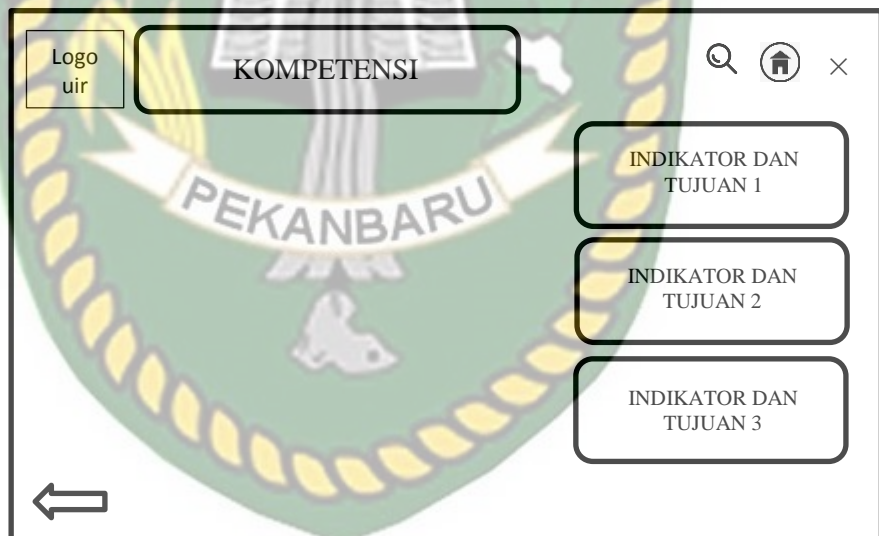 Logo
uir
KOMPETENSI
INDIKATOR DAN
TUJUAN 1
PEKANBARU
INDIKATOR DAN
TUJUAN 2
INDIKATOR DAN
TUJUAN 3